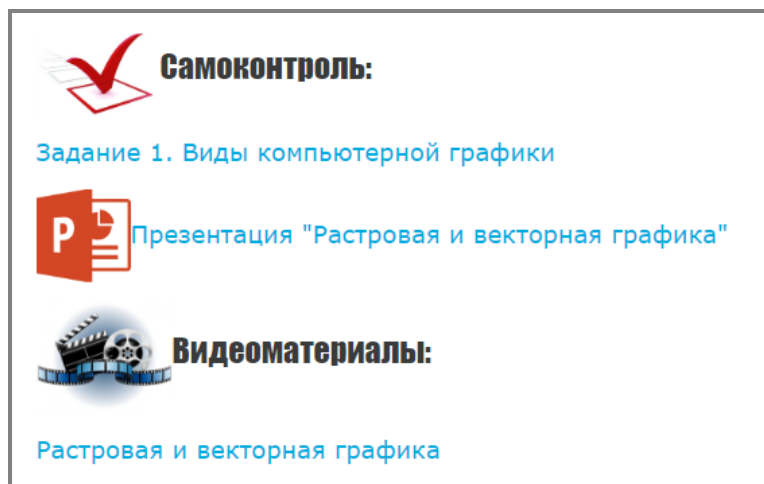 Самоконтроль:
Задание 1. Виды компьютерной графики
P
Презентация "Растровая и векторная графика"
Видеоматериалы:
Растровая и векторная графика